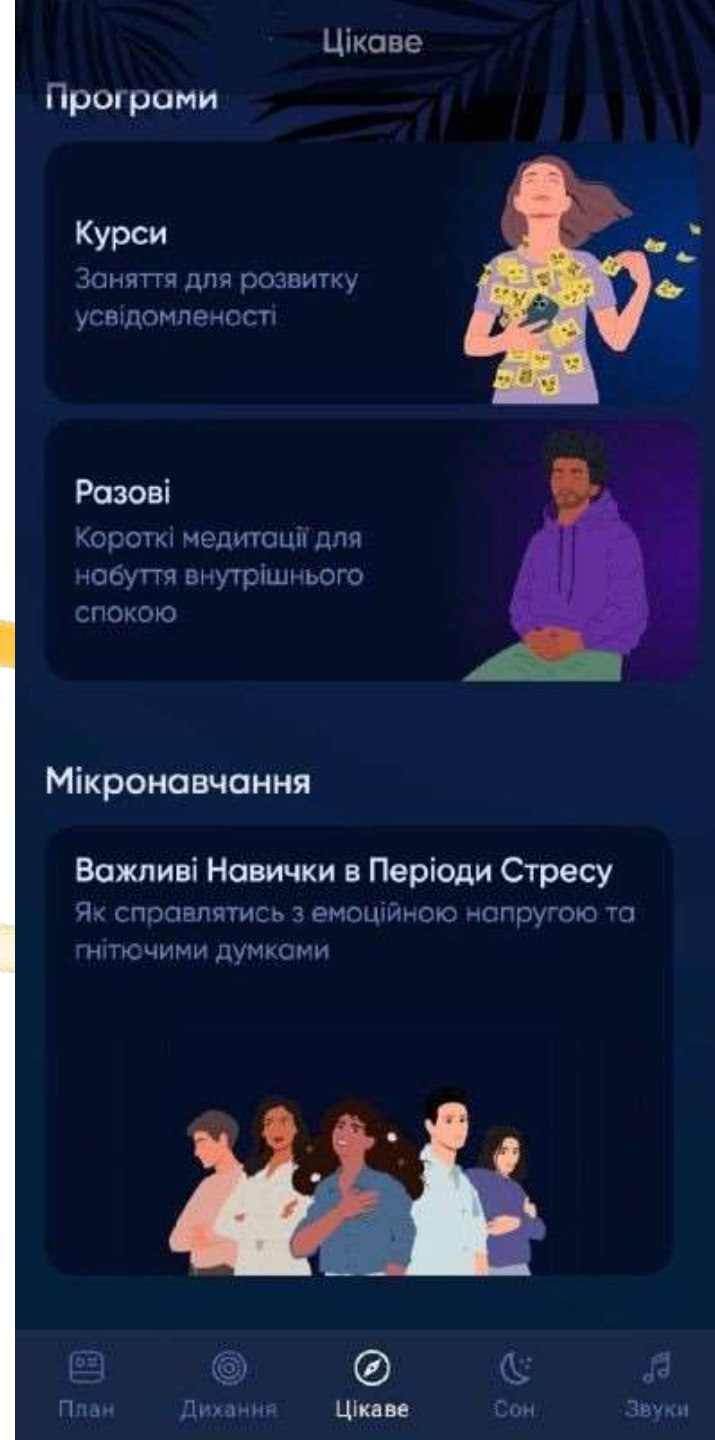 Цікаве
Програми
Курси
Заняття для розвитку
усвідомленості
Разові
Короткі медитації для
набуття внутрішнього
спокою
Мікронавчання
Важливі Навички в Періоди Стресу
Як справлятись з емоційною напругою та
гнітючими думками
План Дихання Цікаве Сон Звуки